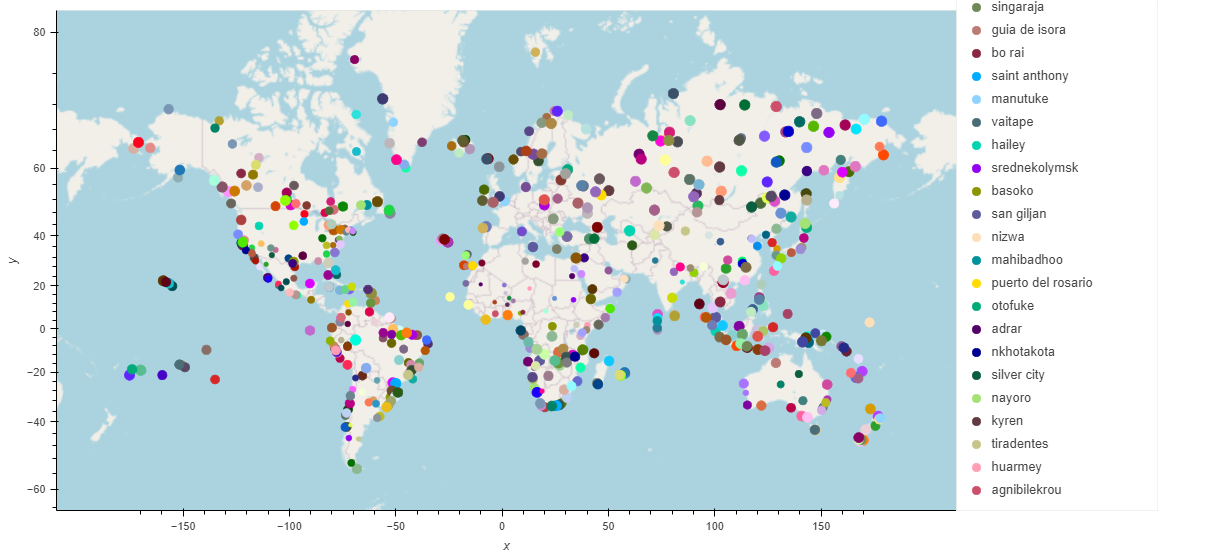 singaraja
guia de isora
bo rai
saint anthony
manutuke
vaitape
hailey
srednekolymsk
basoko
san giljan
nizwa
mahibadhoo
puerto del rosario
otofuke
adrar
nkhotakota
silver city
nayoro
kyren
tiradentes
huarmey
agnibilekrou
80
60
40
20
0
−20
−40
−60
y
−150 −100 −50 0 50 100 150
x